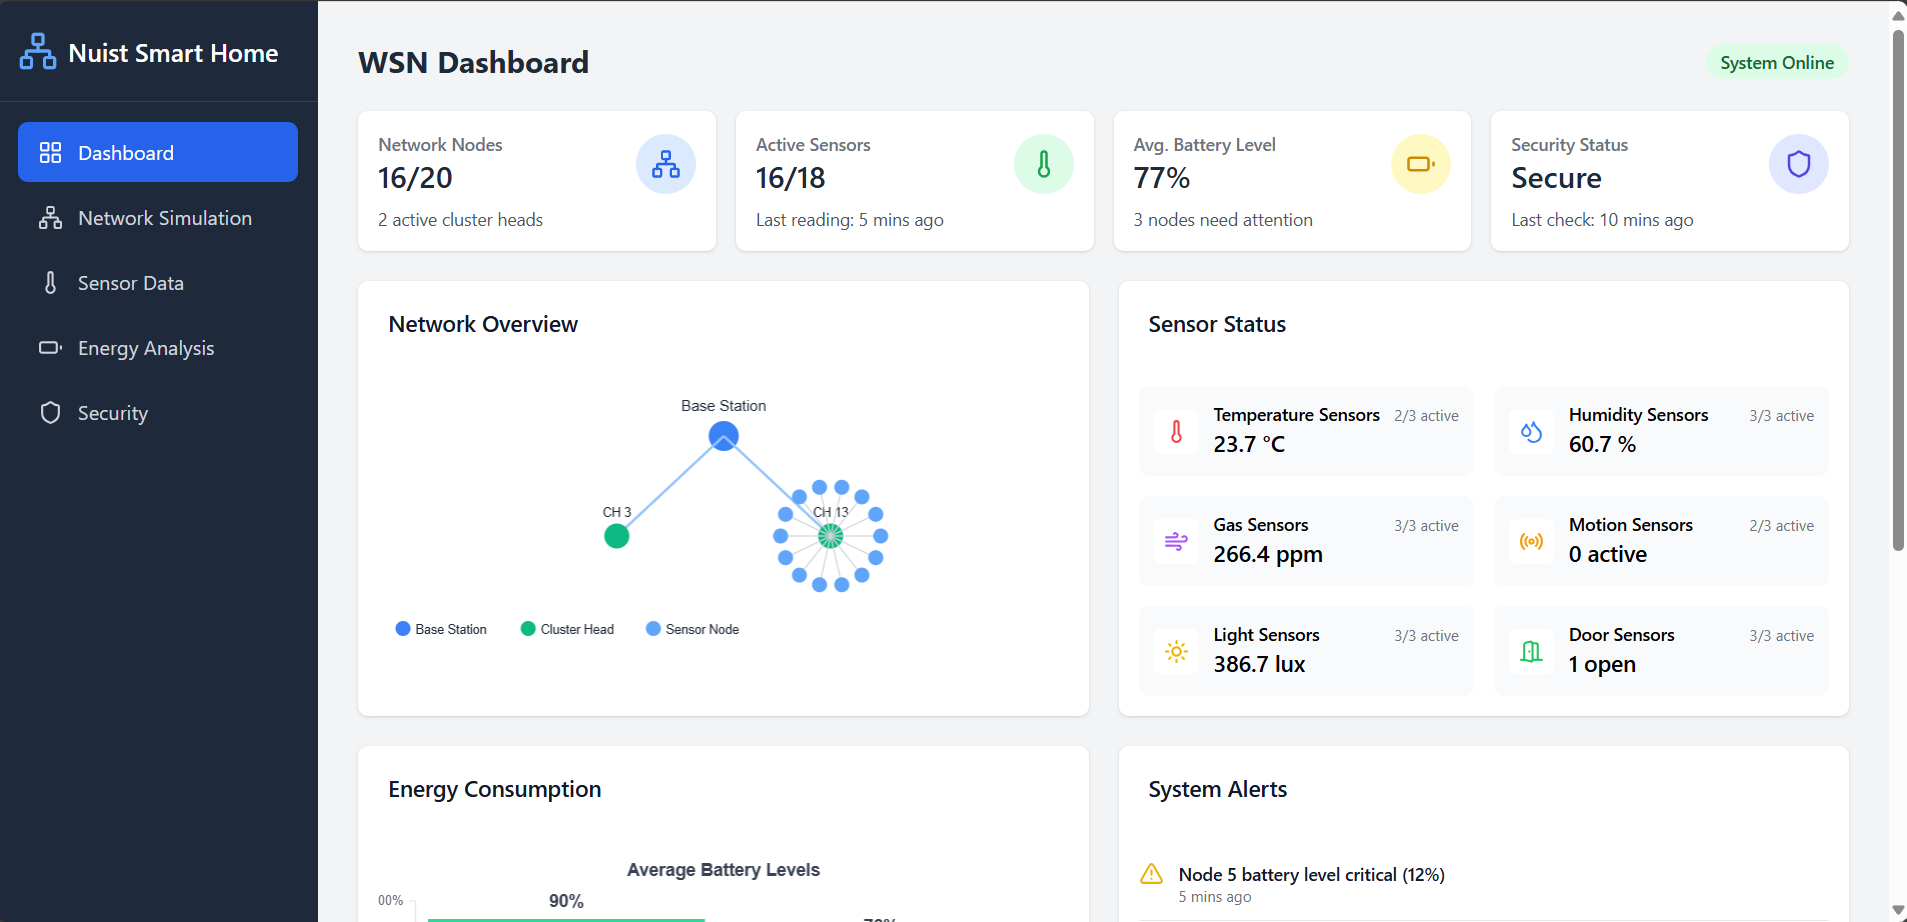 Nuist Smart Home
Dashboard
Network Simulation
Sensor Data
Energy Analysis
Security
WSN Dashboard
System Online
Network Nodes
16/20
2 active cluster heads
Active Sensors
16/18
Last reading: 5 mins ago
Avg. Battery Level
77%
3 nodes need attention
Security Status
Secure
Last check: 10 mins ago
Network Overview
Base Station
CH 3
CH 13
Base Station
Cluster Head
Sensor Node
Sensor Status
Temperature Sensors
2/3 active
23.7 °C
Humidity Sensors
3/3 active
60.7 %
Gas Sensors
3/3 active
266.4 ppm
Motion Sensors
2/3 active
0 active
Light Sensors
3/3 active
386.7 lux
Door Sensors
3/3 active
1 open
Energy Consumption
Average Battery Levels
00%
90%
System Alerts
Node 5 battery level critical (12%)
5 mins ago